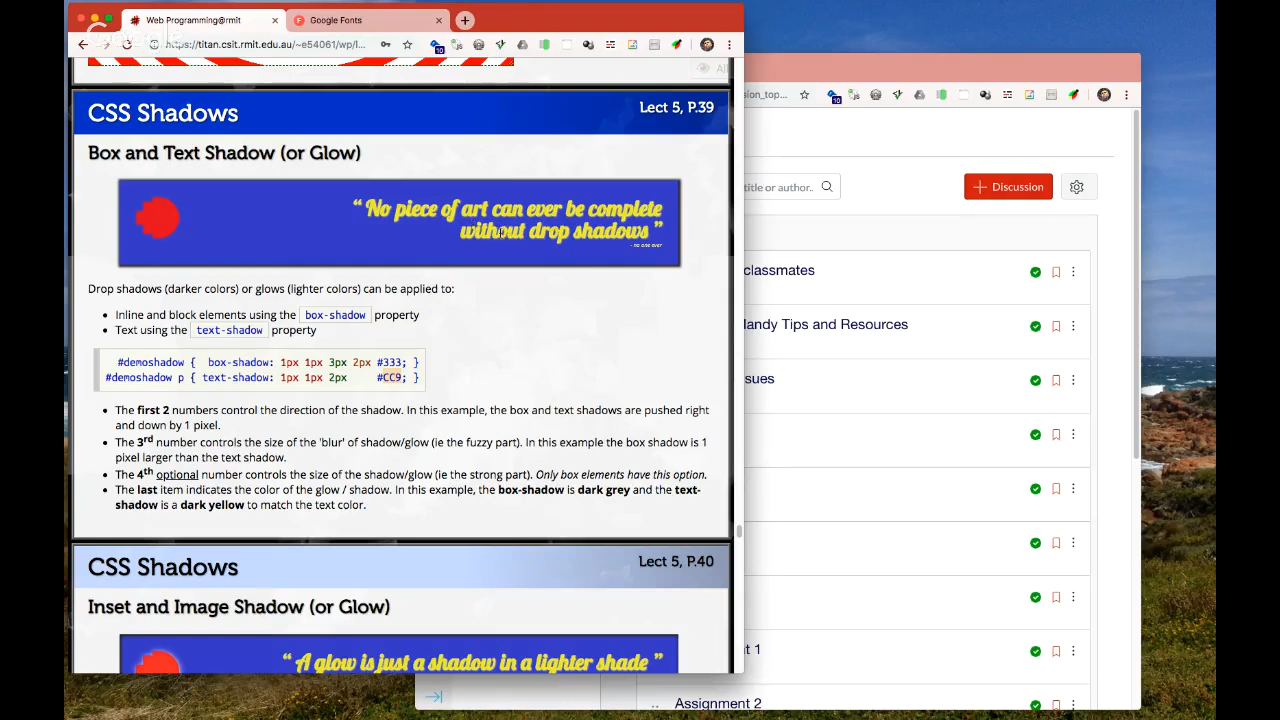 Web Programming@rmit
Google Fonts
https://titan.csit.rmit.edu.au/~e54061/wp/l...
CSS Shadows
Lect 5, P.39
Box and Text Shadow (or Glow)
“ No piece of art can ever be complete
without drop shadows ”
- no one ever
Drop shadows (darker colors) or glows (lighter colors) can be applied to:
• Inline and block elements using the box-shadow property
• Text using the text-shadow property
#demoshadow { box-shadow: 1px 1px 3px 2px #333; }
#demoshadow p { text-shadow: 1px 1px 2px #CC9; }
• The first 2 numbers control the direction of the shadow. In this example, the box and text shadows are pushed right
and down by 1 pixel.
• The 3rd number controls the size of the 'blur' of shadow/glow (ie the fuzzy part). In this example the box shadow is 1
pixel larger than the text shadow.
• The 4th optional number controls the size of the shadow/glow (ie the strong part). Only box elements have this option.
• The last item indicates the color of the glow / shadow. In this example, the box-shadow is dark grey and the text-
shadow is a dark yellow to match the text color.
CSS Shadows
Lect 5, P.40
Inset and Image Shadow (or Glow)
“ A glow is just a shadow in a lighter shade ”
sion_top...
10
10
title or author..
Discussion
classmates
Handy Tips and Resources
sues
t 1
Assignment 2